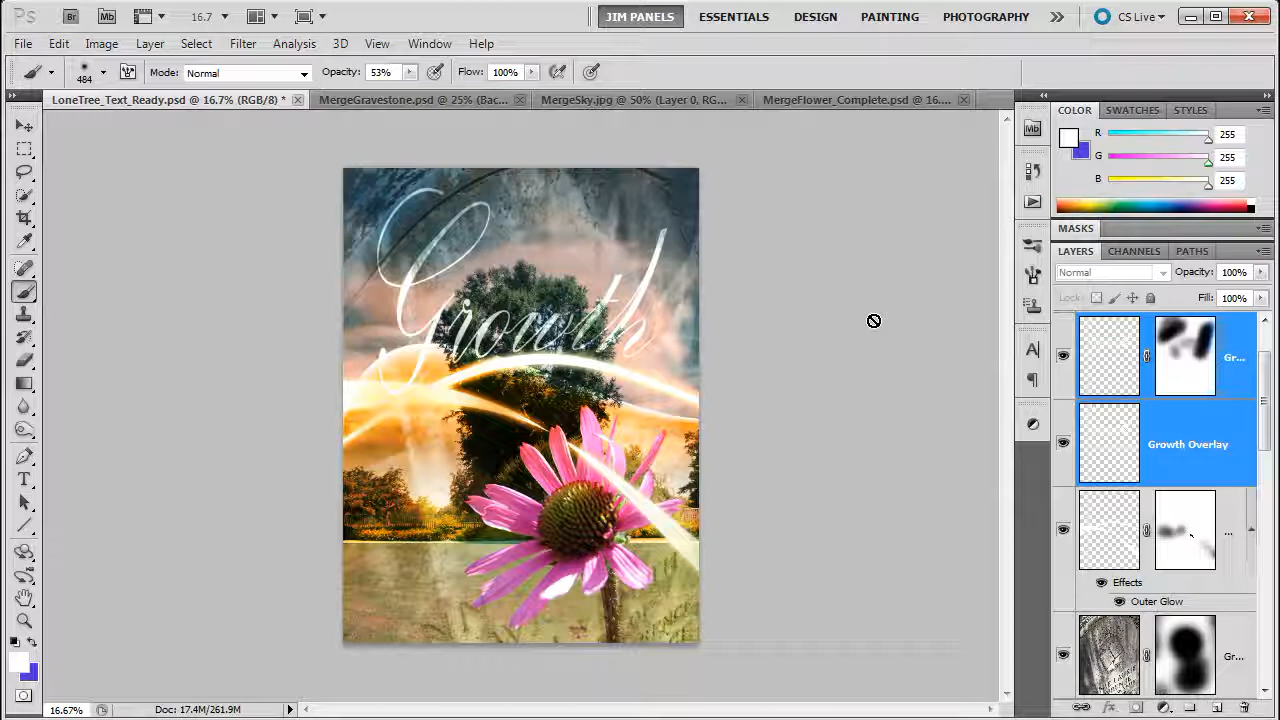 Ps Br Mb 16.7 JIM PANELS ESSENTIALS DESIGN PAINTING PHOTOGRAPHY CS Live
File Edit Image Layer Select Filter Analysis 3D View Window Help
484 Mode: Normal Opacity: 53% Flow: 100%
LoneTree_Text_Ready.psd @ 16.7% (RGB/8) * MergeGravestone.psd @ 25% (Bac... MergeSky.jpg @ 50% (Layer 0, RG... MergeFlower_Complete.psd @ 16....
COLOR SWATCHES STYLES
Mb
R 255
G 255
B 255
MASKS
LAYERS CHANNELS PATHS
Normal Opacity: 100%
Lock: Fill: 100%
Growth
Gr...
Growth Overlay
...
Effects
Outer Glow
Gr...
16.67% Doc: 17.4M/261.9M